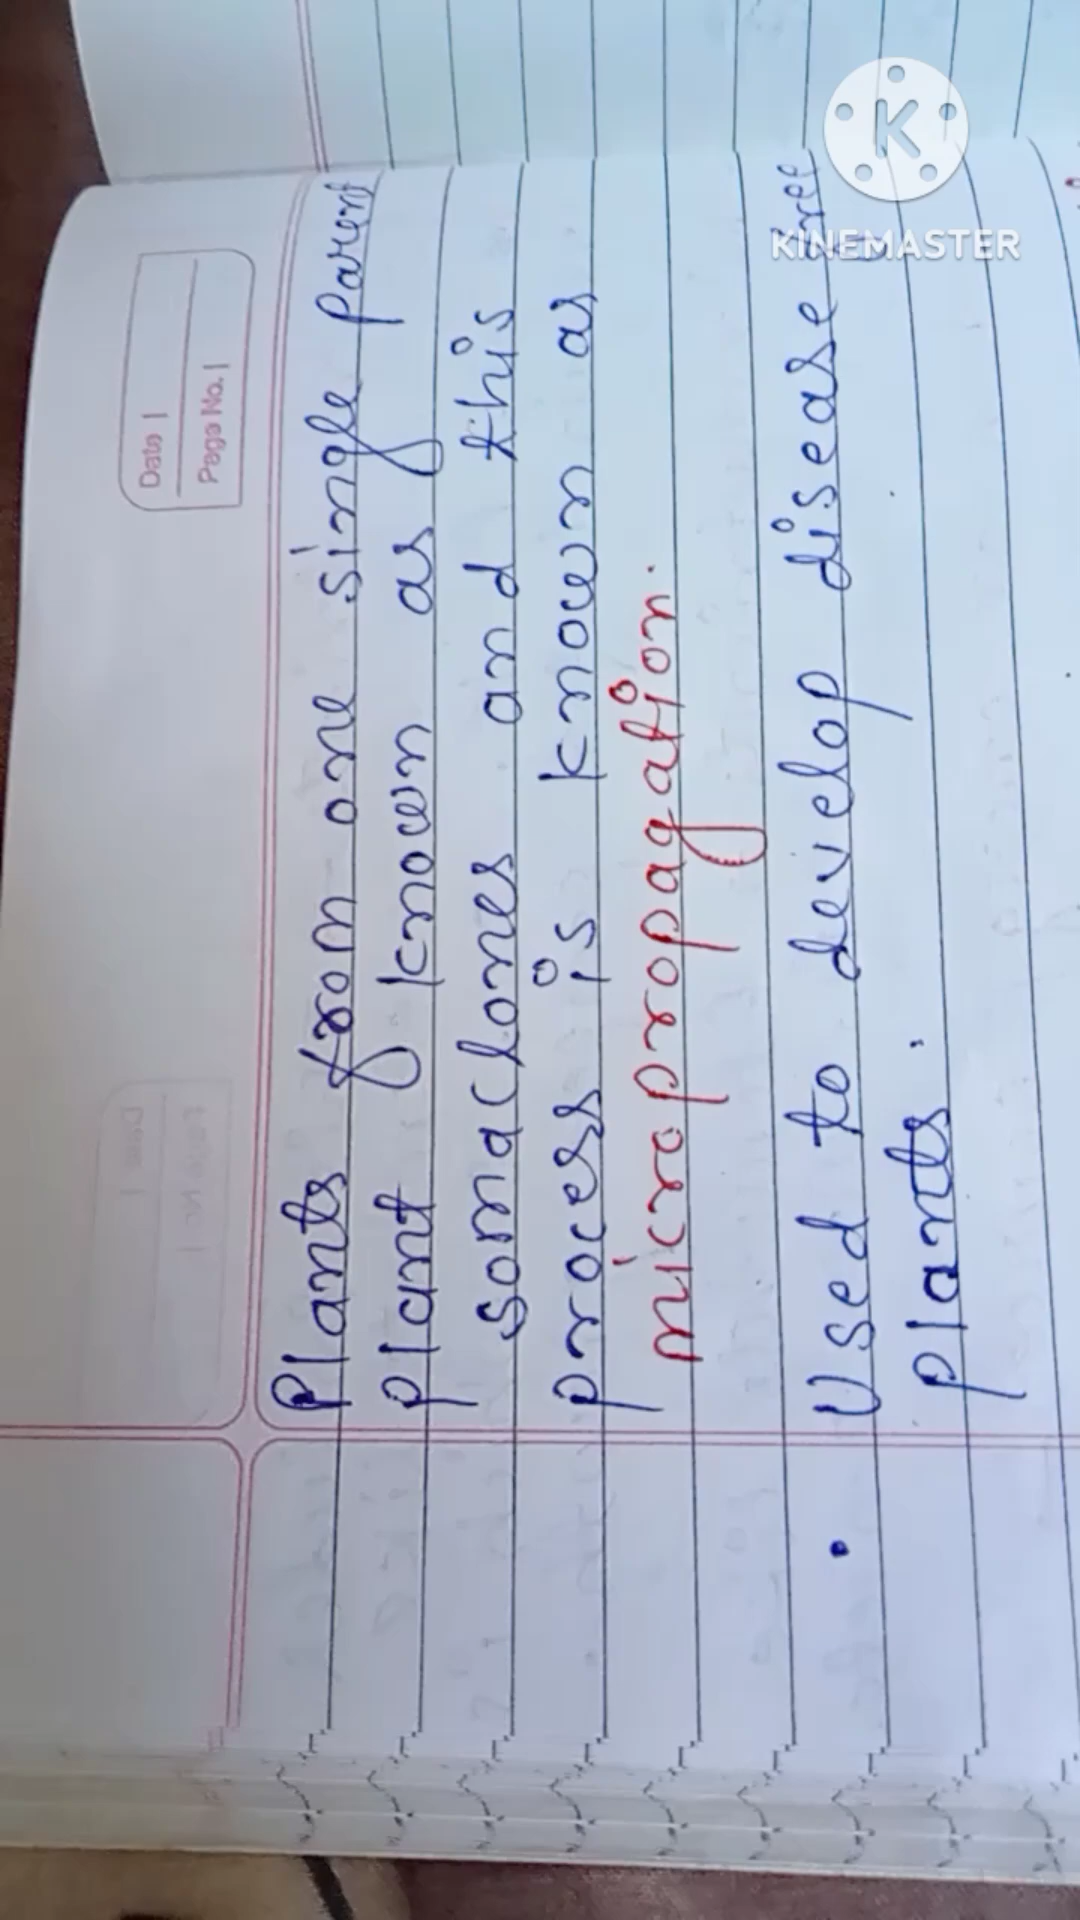 Date |
Page No. |
Plants from one single parent
plant known as
somaclones and this
process is known as
micropropagation.
• Used to develop disease free
plants.
K
KINEMASTER